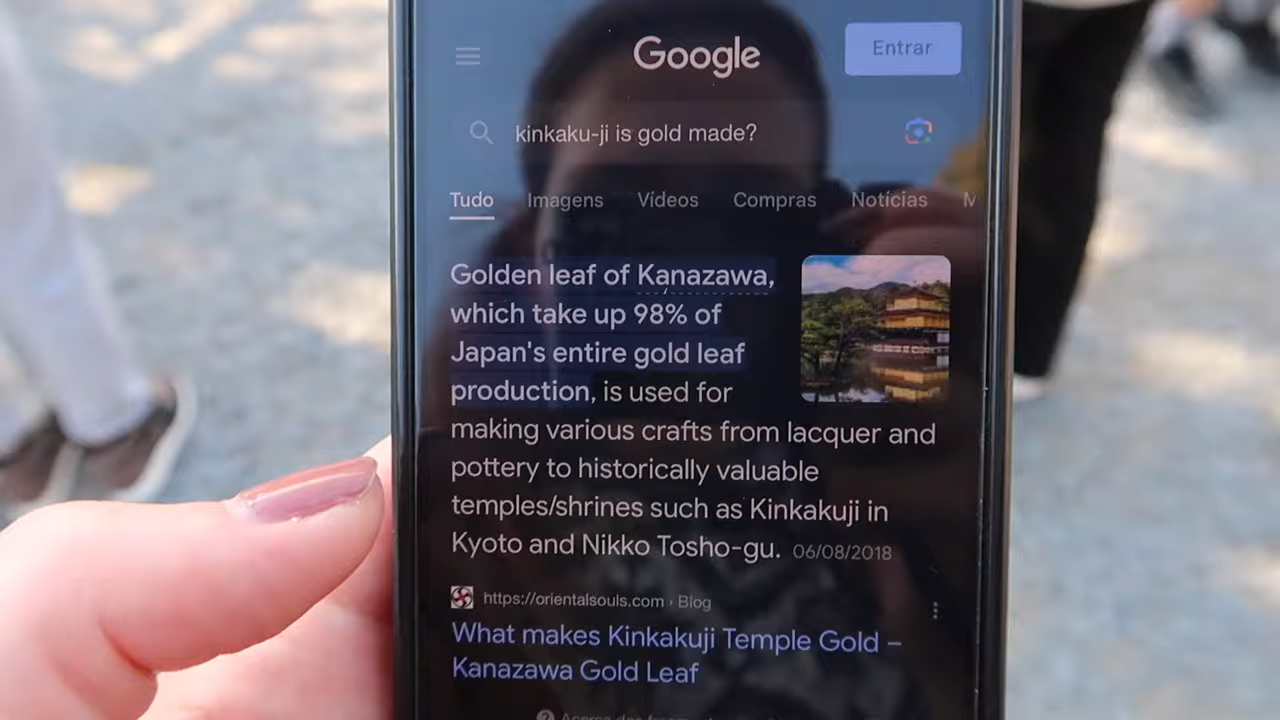 Google
Entrar
kinkaku-ji is gold made?
Tudo Imagens Vídeos Compras Notícias M
Golden leaf of Kanazawa,
which take up 98% of
Japan's entire gold leaf
production, is used for
making various crafts from lacquer and
pottery to historically valuable
temples/shrines such as Kinkakuji in
Kyoto and Nikko Tosho-gu. 06/08/2018
https://orientalsouls.com › Blog
What makes Kinkakuji Temple Gold –
Kanazawa Gold Leaf